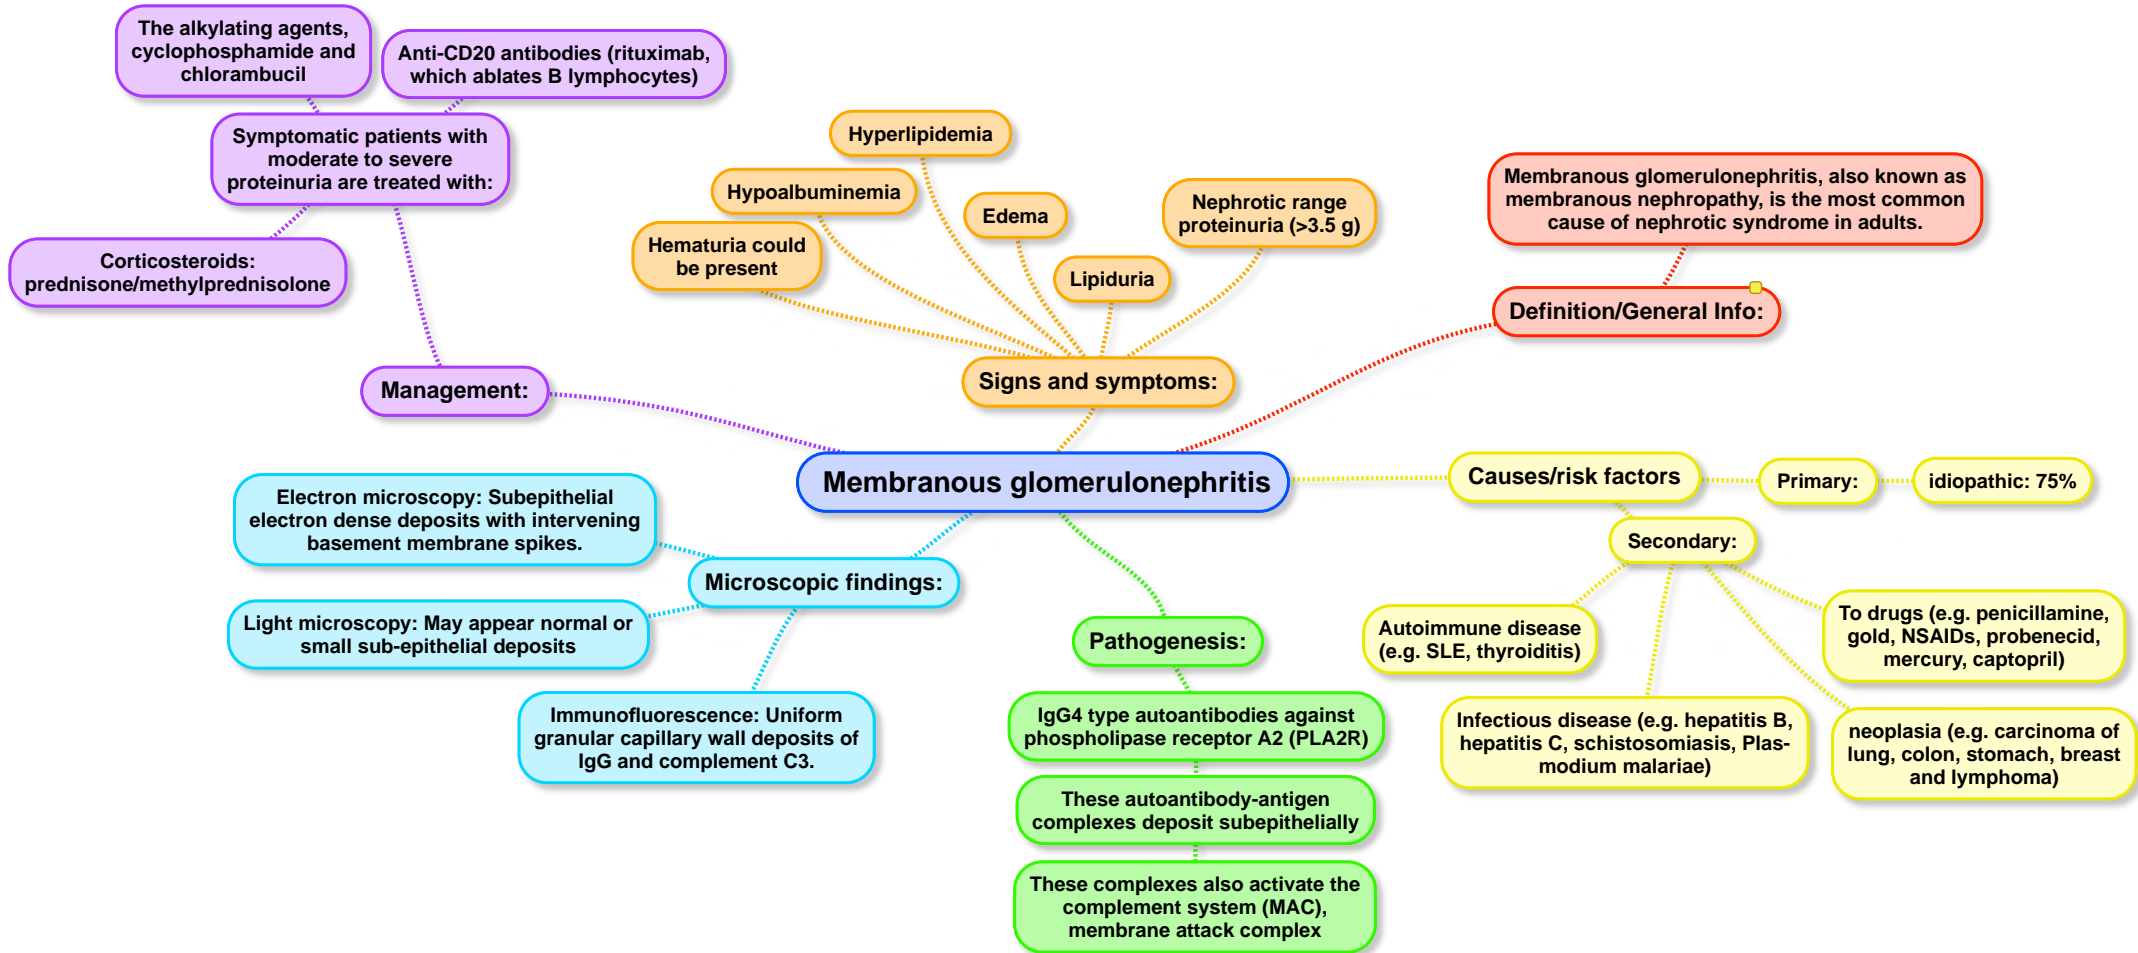 The alkylating agents,
cyclophosphamide and
chlorambucil
Anti-CD20 antibodies (rituximab,
which ablates B lymphocytes)
Symptomatic patients with
moderate to severe
proteinuria are treated with:
Corticosteroids:
prednisone/methylprednisolone
Management:
Hyperlipidemia
Hypoalbuminemia
Hematuria could
be present
Edema
Lipiduria
Nephrotic range
proteinuria (>3.5 g)
Signs and symptoms:
Membranous glomerulonephritis, also known as
membranous nephropathy, is the most common
cause of nephrotic syndrome in adults.
Definition/General Info:
Membranous glomerulonephritis
Causes/risk factors
Primary:
idiopathic: 75%
Secondary:
Autoimmune disease
(e.g. SLE, thyroiditis)
To drugs (e.g. penicillamine,
gold, NSAIDs, probenecid,
mercury, captopril)
Infectious disease (e.g. hepatitis B,
hepatitis C, schistosomiasis, Plas-
modium malariae)
neoplasia (e.g. carcinoma of
lung, colon, stomach, breast
and lymphoma)
Electron microscopy: Subepithelial
electron dense deposits with intervening
basement membrane spikes.
Microscopic findings:
Light microscopy: May appear normal or
small sub-epithelial deposits
Immunofluorescence: Uniform
granular capillary wall deposits of
IgG and complement C3.
Pathogenesis:
IgG4 type autoantibodies against
phospholipase receptor A2 (PLA2R)
These autoantibody-antigen
complexes deposit subepithelially
These complexes also activate the
complement system (MAC),
membrane attack complex